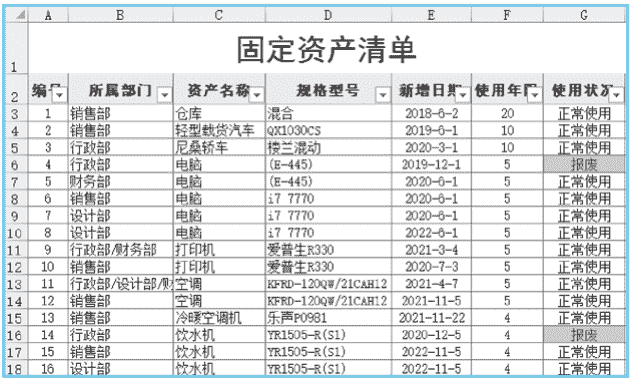 A B C D E F G
1 固定资产清单
2 编号 所属部门 资产名称 规格型号 新增日期 使用年限 使用状况
3 1 销售部 仓库 混合 2018-6-2 20 正常使用
4 2 销售部 轻型载货汽车 QX1030CS 2019-6-1 10 正常使用
5 3 行政部 尼桑轿车 楼兰混动 2020-3-1 10 正常使用
6 4 行政部 电脑 (E-445) 2019-12-1 5 报废
7 5 财务部 电脑 (E-445) 2020-6-1 5 正常使用
8 6 销售部 电脑 i7 7770 2020-6-1 5 正常使用
9 7 设计部 电脑 i7 7770 2020-6-1 5 正常使用
10 8 设计部 电脑 i7 7770 2022-6-1 5 正常使用
11 9 行政部/财务部 打印机 爱普生R330 2021-3-4 5 正常使用
12 10 销售部 打印机 爱普生R330 2020-7-3 5 正常使用
13 11 行政部/设计部/财 空调 KFRD-120QW/21CAH12 2021-4-7 5 正常使用
14 12 销售部 空调 KFRD-120QW/21CAH12 2021-11-5 5 正常使用
15 13 销售部 冷暖空调机 乐声P0981 2021-11-22 4 正常使用
16 14 行政部 饮水机 YR1505-R(S1) 2020-12-5 4 报废
17 15 销售部 饮水机 YR1505-R(S1) 2022-11-5 4 正常使用
18 16 设计部 饮水机 YR1505-R(S1) 2022-11-5 4 正常使用